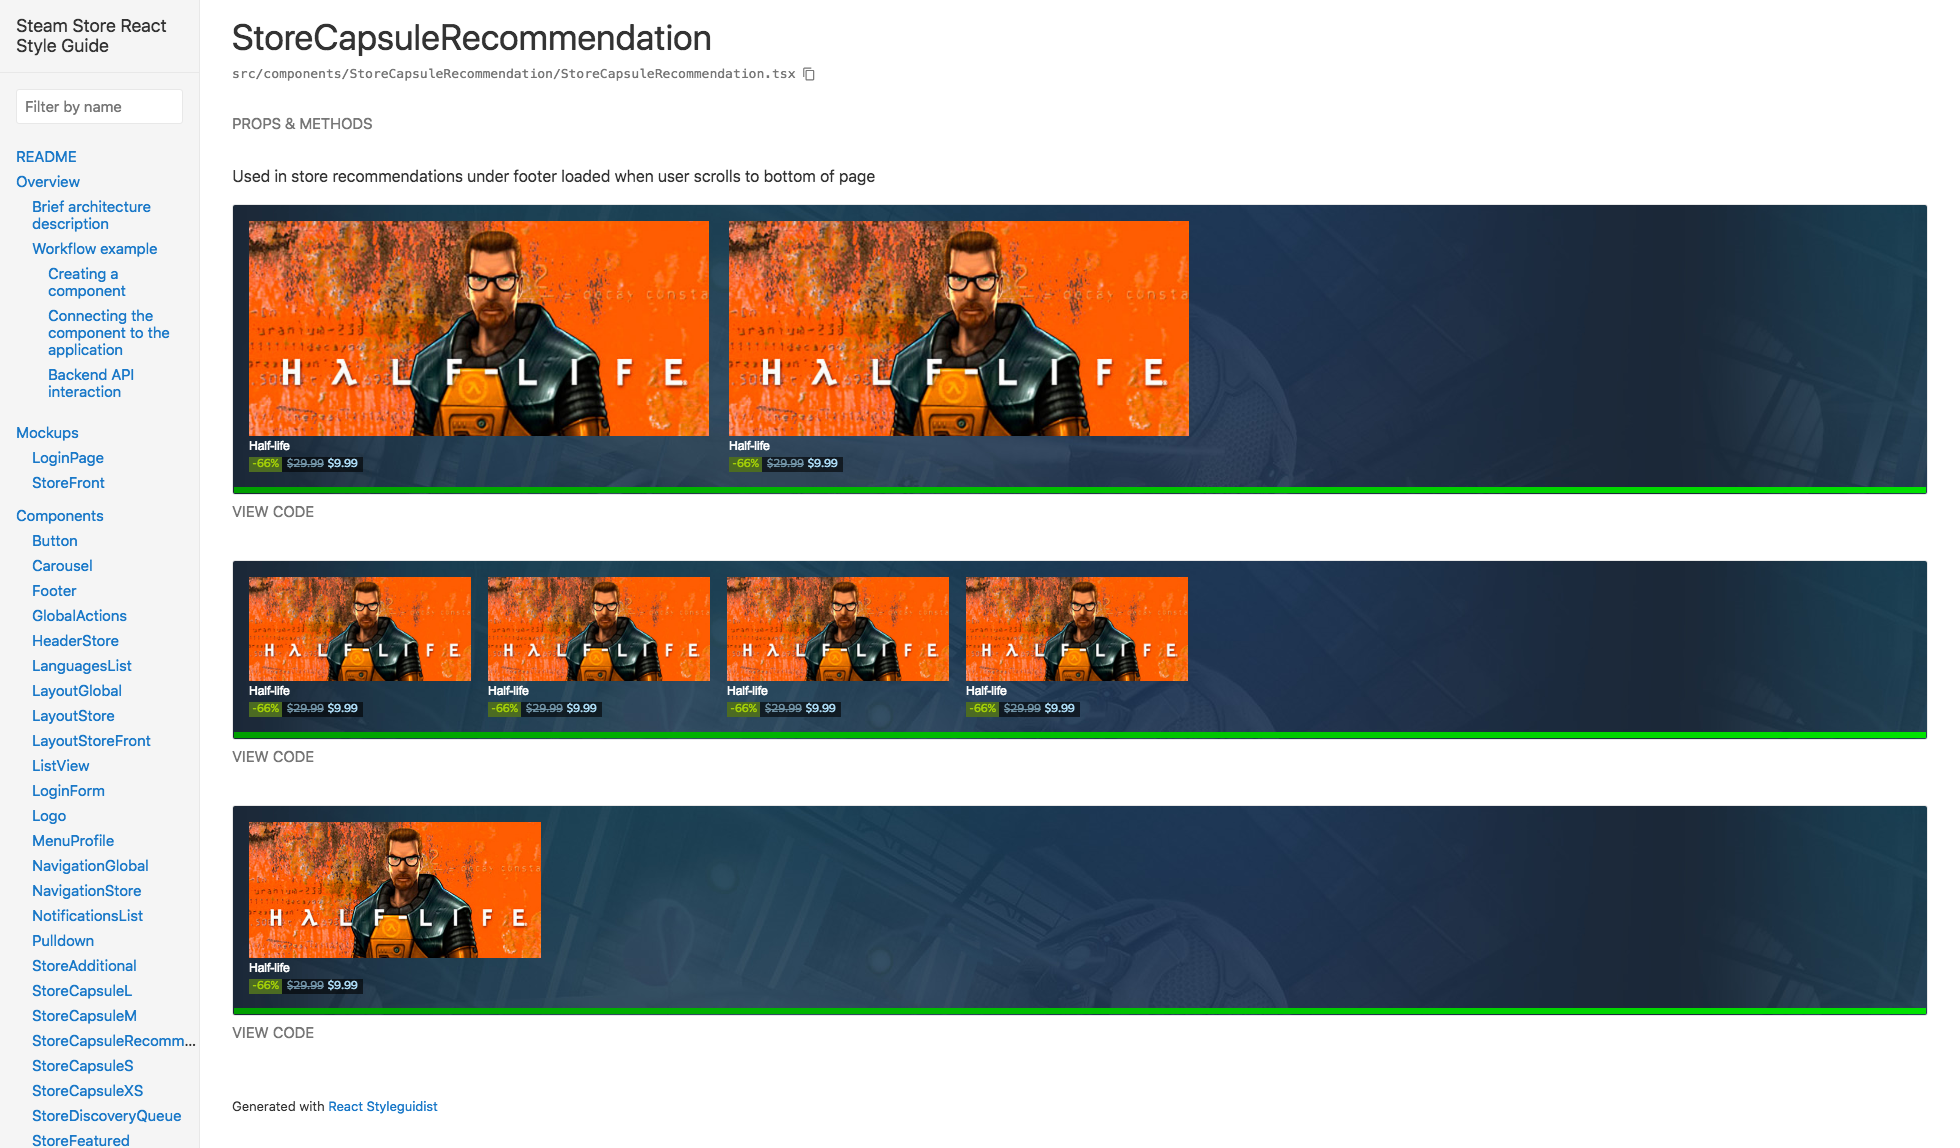 Steam Store React
Style Guide
Filter by name
README
Overview
Brief architecture
description
Workflow example
Creating a
component
Connecting the
component to the
application
Backend API
interaction
Mockups
LoginPage
StoreFront
Components
Button
Carousel
Footer
GlobalActions
HeaderStore
LanguagesList
LayoutGlobal
LayoutStore
LayoutStoreFront
ListView
LoginForm
Logo
MenuProfile
NavigationGlobal
NavigationStore
NotificationsList
Pulldown
StoreAdditional
StoreCapsuleL
StoreCapsuleM
StoreCapsuleRecomm...
StoreCapsuleS
StoreCapsuleXS
StoreDiscoveryQueue
StoreFeatured
StoreCapsuleRecommendation
src/components/StoreCapsuleRecommendation/StoreCapsuleRecommendation.tsx
PROPS & METHODS
Used in store recommendations under footer loaded when user scrolls to bottom of page
HλLF-LIFE HλLF-LIFE
Half-life Half-life
-66% $29.99 $9.99 -66% $29.99 $9.99
VIEW CODE
HλLF-LIFE HλLF-LIFE HλLF-LIFE HλLF-LIFE
Half-life Half-life Half-life Half-life
-66% $29.99 $9.99 -66% $29.99 $9.99 -66% $29.99 $9.99 -66% $29.99 $9.99
VIEW CODE
HλLF-LIFE
Half-life
-66% $29.99 $9.99
VIEW CODE
Generated with React Styleguidist